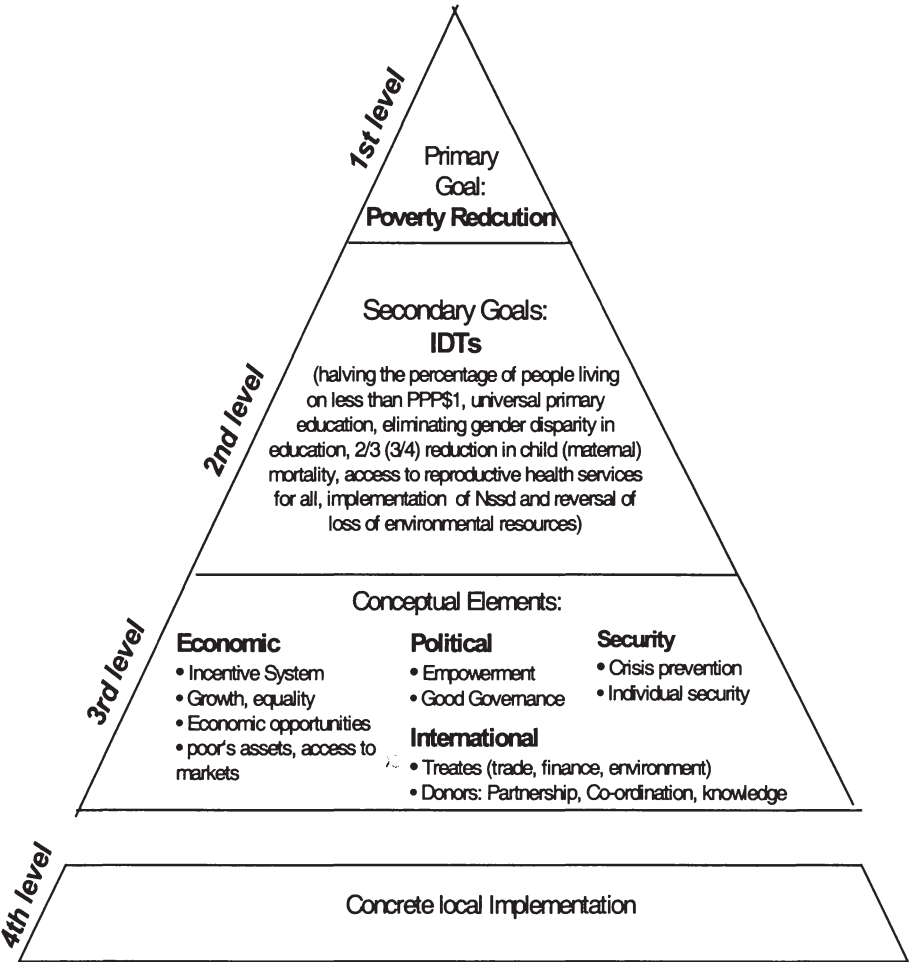 1st level
Primary
Goal:
Poverty Redcution
2nd level
Secondary Goals:
IDTs
(halving the percentage of people living
on less than PPP$1, universal primary
education, eliminating gender disparity in
education, 2/3 (3/4) reduction in child (maternal)
mortality, access to reproductive health services
for all, implementation of Nssd and reversal of
loss of environmental resources)
3rd level
Conceptual Elements:
Economic
• Incentive System
• Growth, equality
• Economic opportunities
• poor's assets, access to
markets
Political
• Empowerment
• Good Governance
Security
• Crisis prevention
• Individual security
International
• Treates (trade, finance, environment)
• Donors: Partnership, Co-ordination, knowledge
4th level
Concrete local Implementation